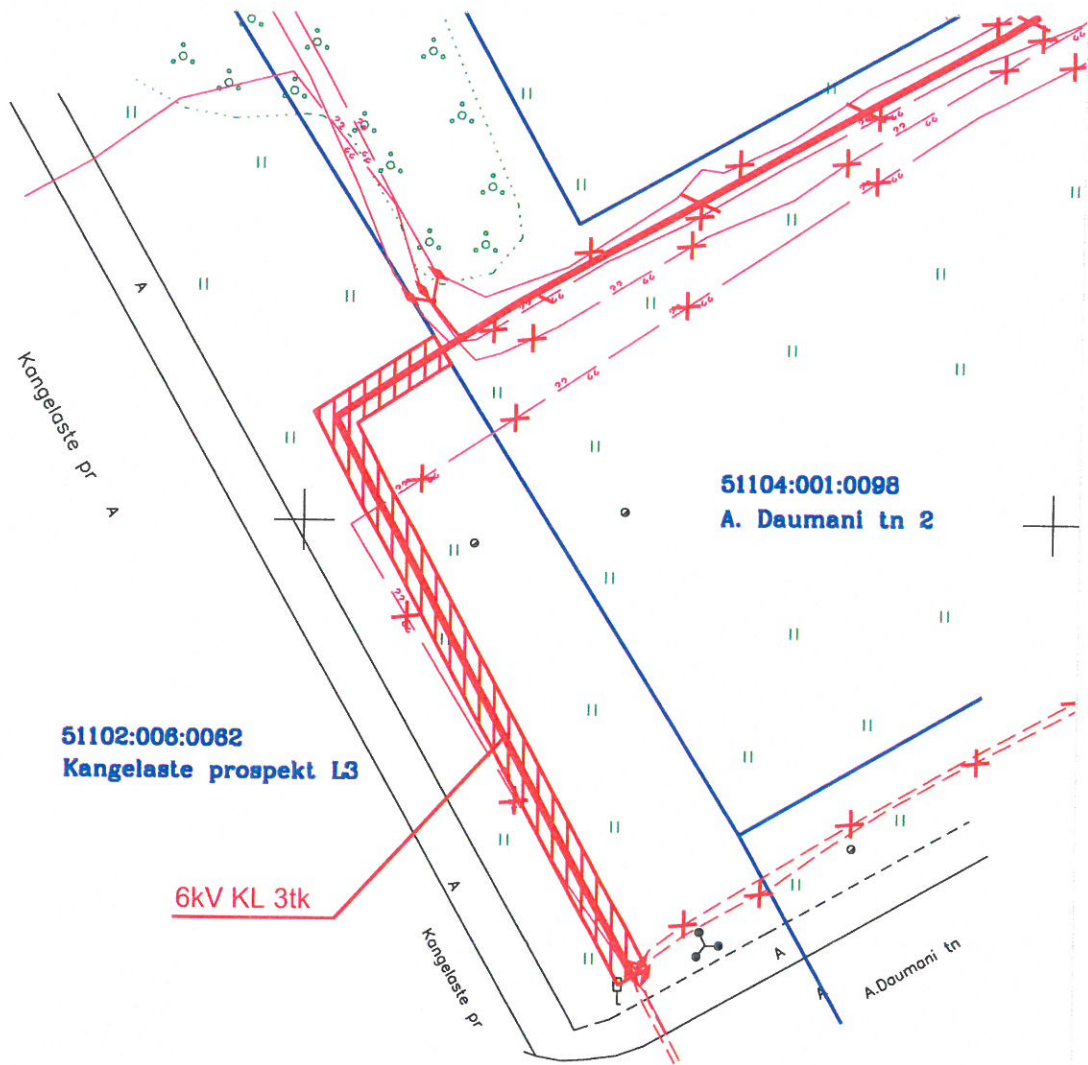 Kangelaste pr
A
A
51104:001:0098
A. Daumani tn 2
51102:006:0062
Kangelaste prospekt L3
6kV KL 3tk
A
Kangelaste pr
A
A
A.Daumani tn